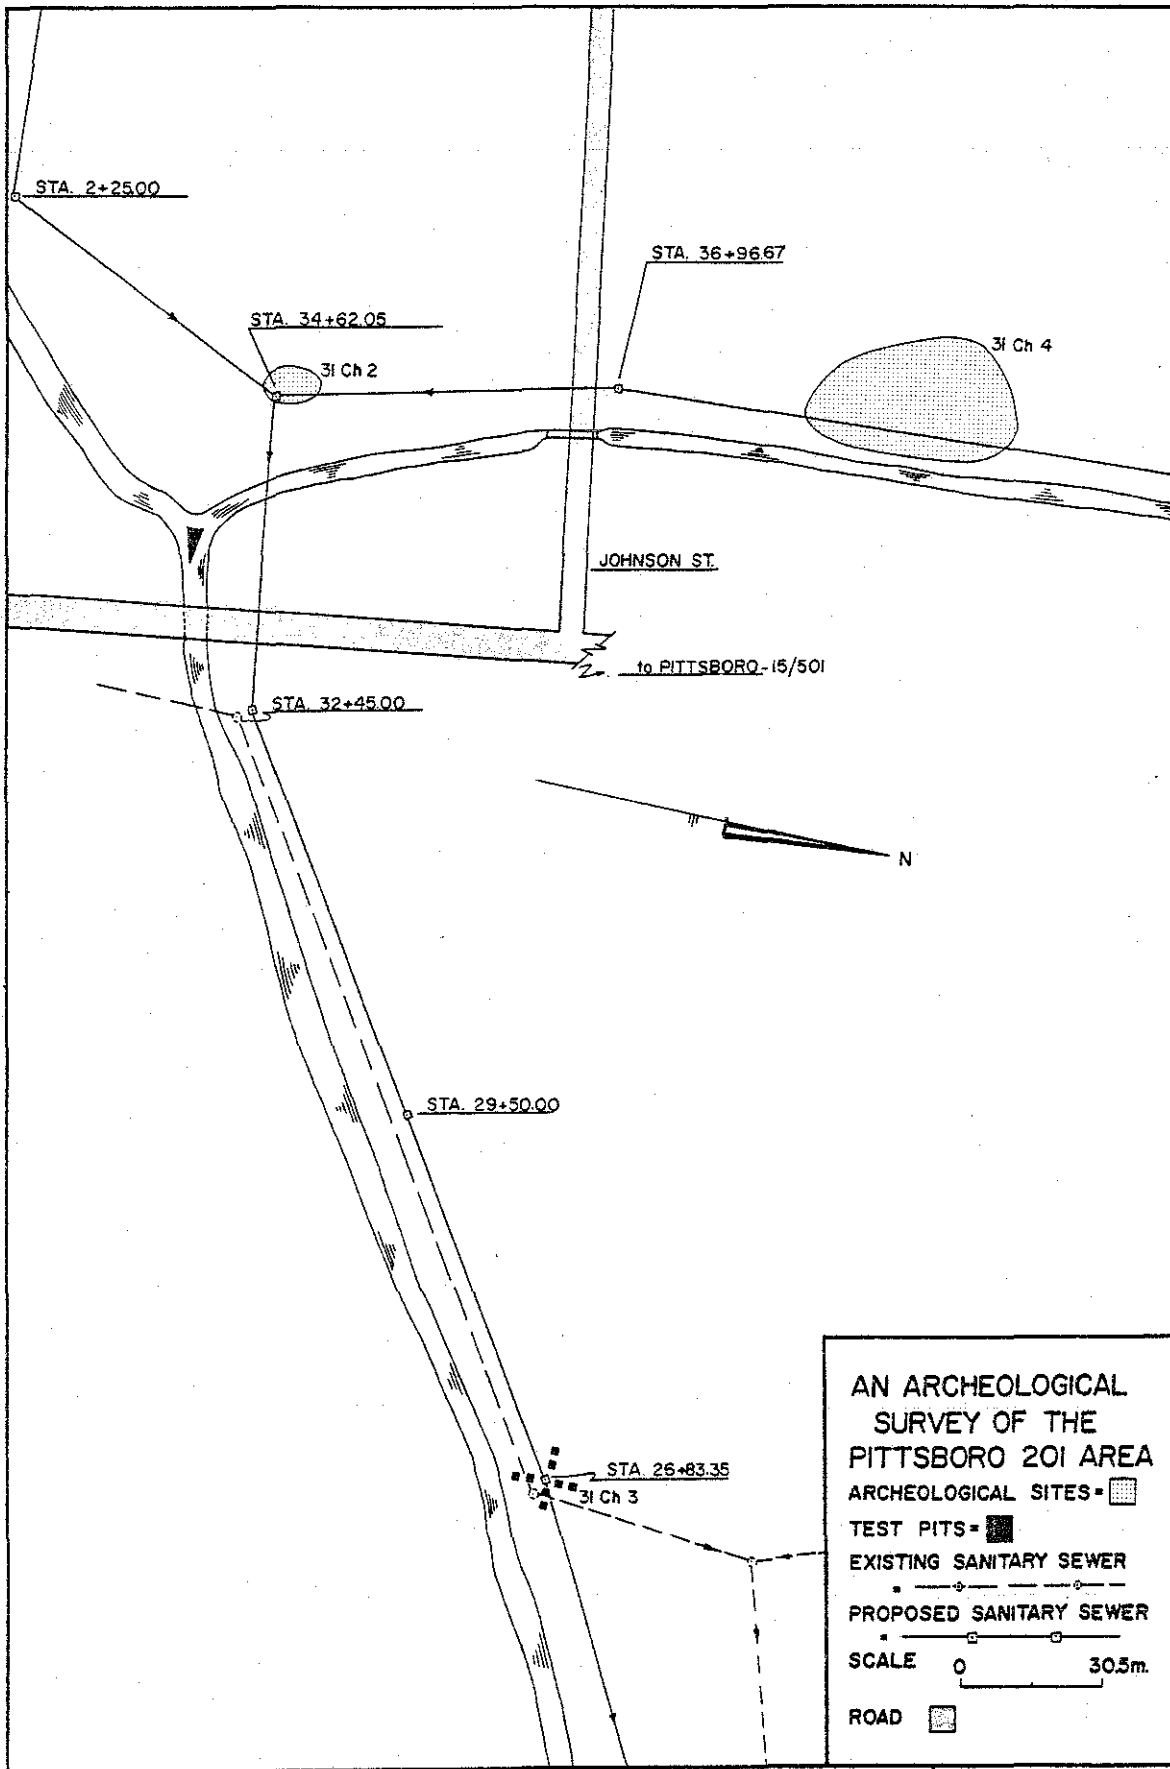 STA. 2+25.00
STA. 36+96.67
STA. 34+62.05
31 Ch 2
31 Ch 4
JOHNSON ST.
to PITTSBORO-15/501
STA. 32+45.00
N
STA. 29+50.00
STA. 26+83.35
31 Ch 3
AN ARCHEOLOGICAL
SURVEY OF THE
PITTSBORO 201 AREA
ARCHEOLOGICAL SITES=
TEST PITS=
EXISTING SANITARY SEWER
PROPOSED SANITARY SEWER
SCALE 0 30.5m.
ROAD